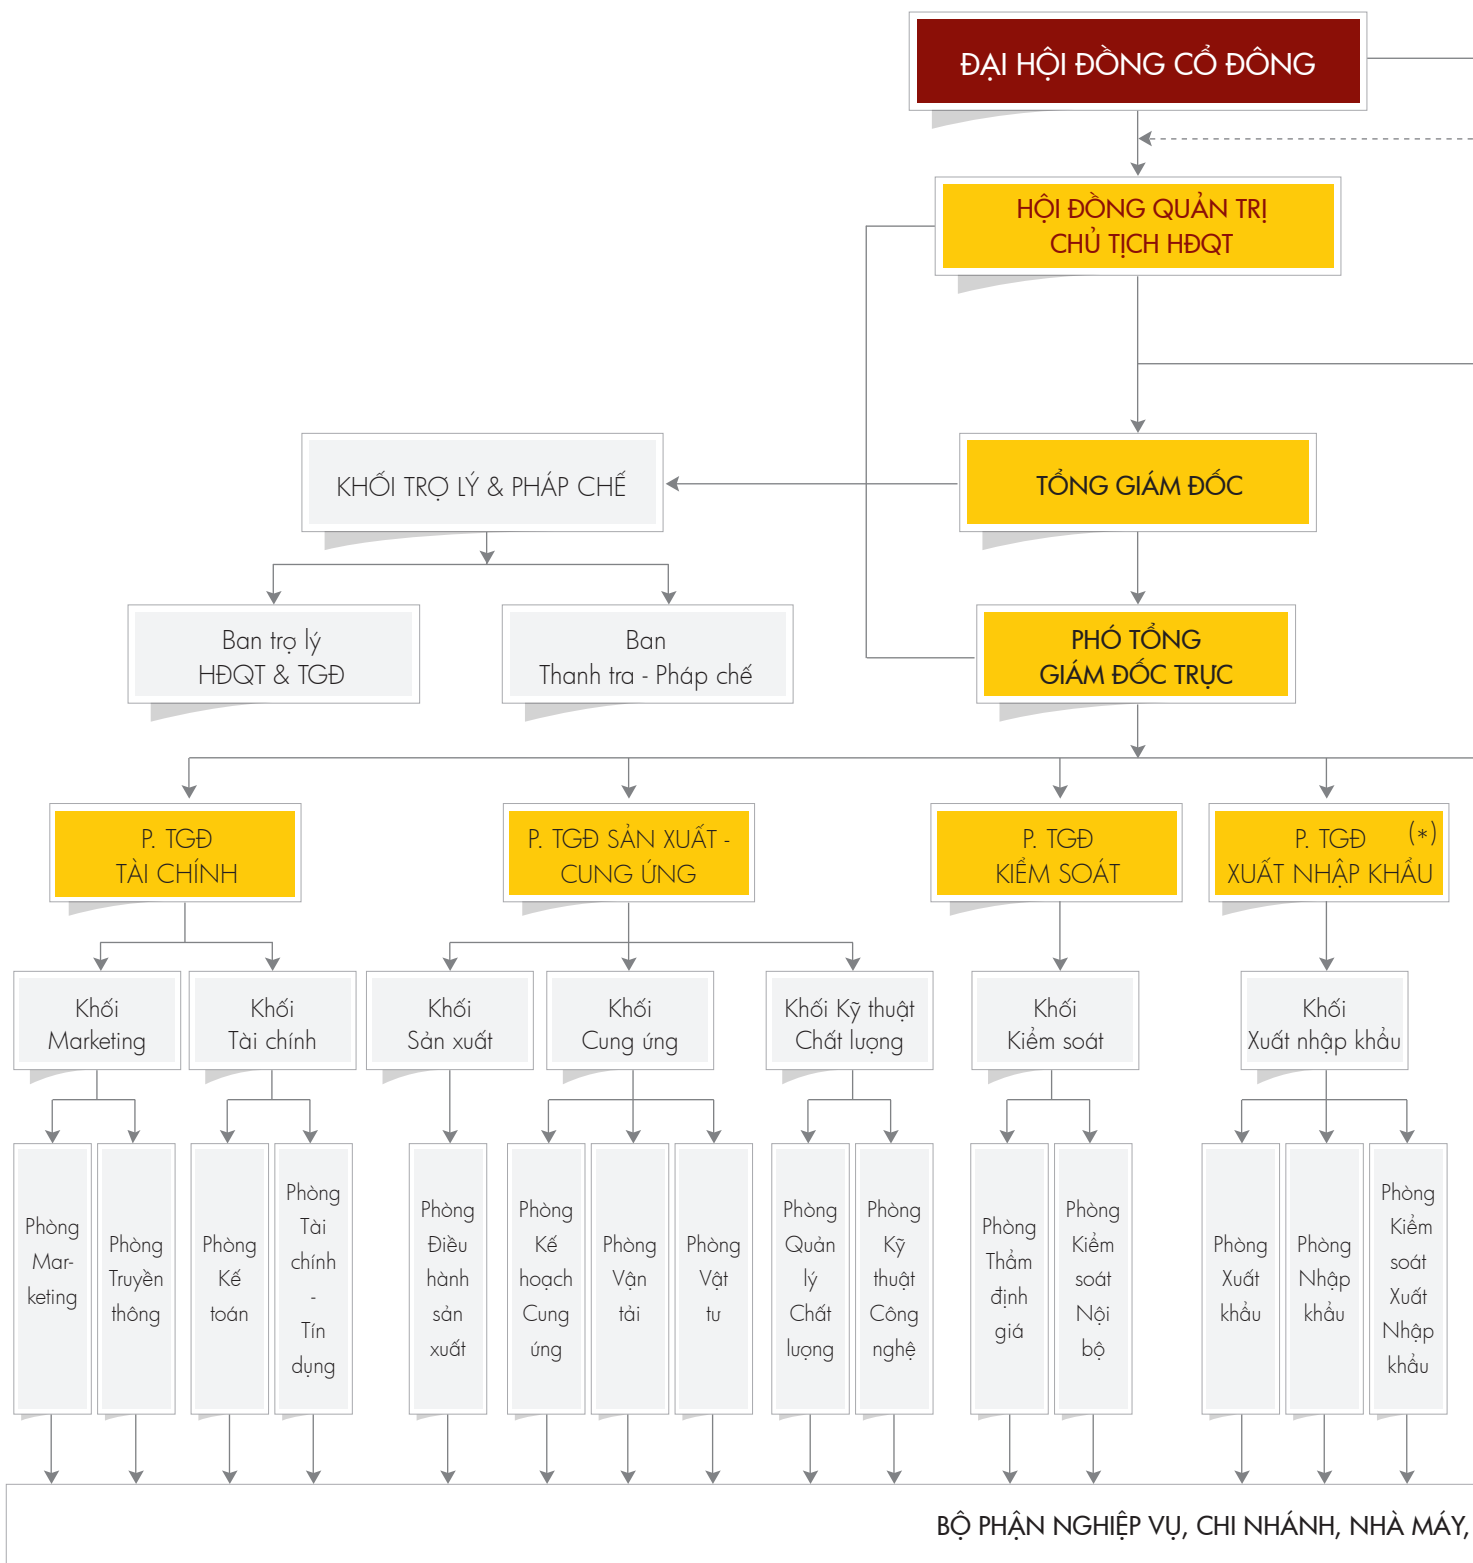 ĐẠI HỘI ĐỒNG CỔ ĐÔNG
HỘI ĐỒNG QUẢN TRỊ
CHỦ TỊCH HĐQT
KHỐI TRỢ LÝ & PHÁP CHẾ
TỔNG GIÁM ĐỐC
Ban trợ lý
HĐQT & TGĐ
Ban
Thanh tra - Pháp chế
PHÓ TỔNG
GIÁM ĐỐC TRỰC
P. TGĐ
TÀI CHÍNH
P. TGĐ SẢN XUẤT -
CUNG ỨNG
P. TGĐ
KIỂM SOÁT
P. TGĐ (*)
XUẤT NHẬP KHẨU
Khối
Marketing
Khối
Tài chính
Khối
Sản xuất
Khối
Cung ứng
Khối Kỹ thuật
Chất lượng
Khối
Kiểm soát
Khối
Xuất nhập khẩu
Phòng
Mar-
keting
Phòng
Truyền
thông
Phòng
Kế
toán
Phòng
Tài
chính
-
Tín
dụng
Phòng
Điều
hành
sản
xuất
Phòng
Kế
hoạch
Cung
ứng
Phòng
Vận
tải
Phòng
Vật
tư
Phòng
Quản
lý
Chất
lượng
Phòng
Kỹ
thuật
Công
nghệ
Phòng
Thẩm
định
giá
Phòng
Kiểm
soát
Nội
bộ
Phòng
Xuất
khẩu
Phòng
Nhập
khẩu
Phòng
Kiểm
soát
Xuất
Nhập
khẩu
BỘ PHẬN NGHIỆP VỤ, CHI NHÁNH, NHÀ MÁY,